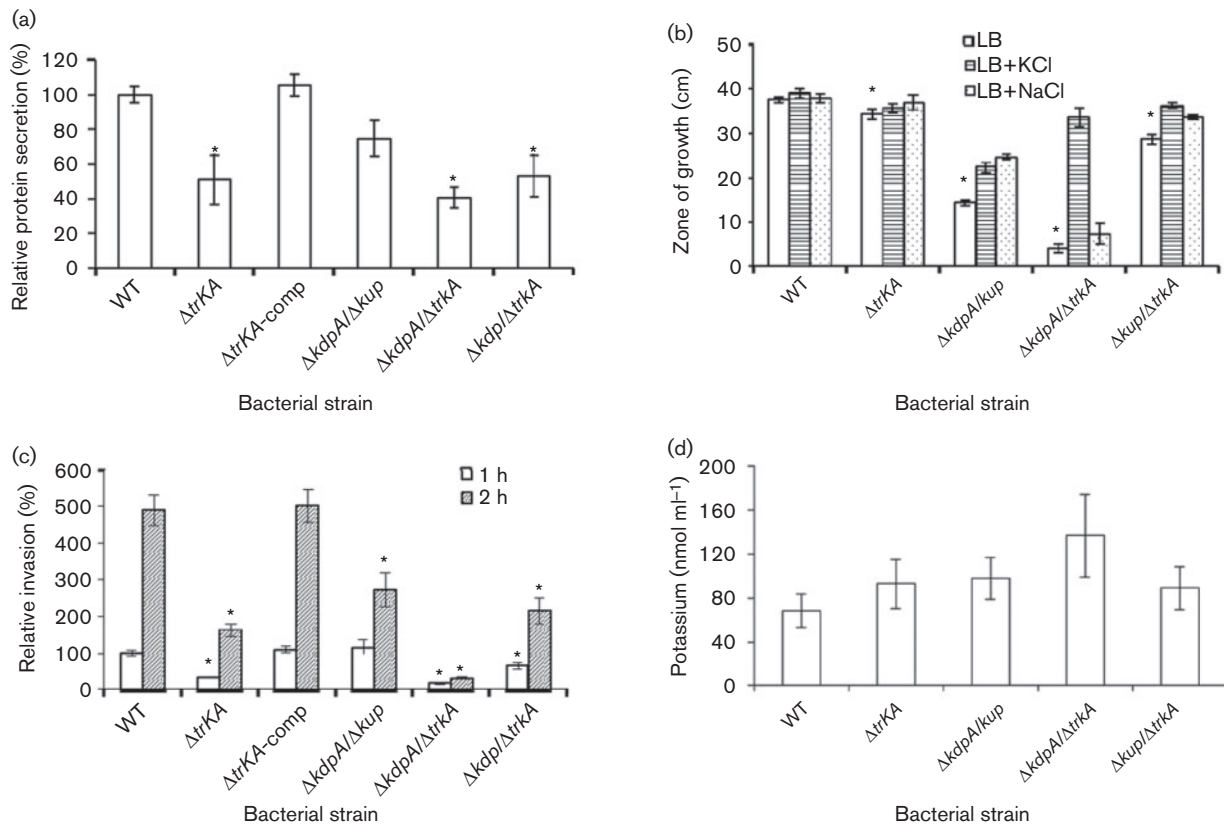 (a)
Relative protein secretion (%)
120
100
80
60
40
20
0
*
*
*
WT
ΔtrKA
ΔtrKA-comp
ΔkdpA/Δkup
ΔkdpA/ΔtrkA
Δkdp/ΔtrkA
Bacterial strain
(b)
LB
LB+KCl
LB+NaCl
Zone of growth (cm)
50
40
30
20
10
0
*
*
*
*
WT
ΔtrKA
ΔkdpA/kup
ΔkdpA/ΔtrkA
Δkup/ΔtrkA
Bacterial strain
(c)
1 h
2 h
Relative invasion (%)
600
500
400
300
200
100
0
*
*
*
*
*
*
*
WT
ΔtrKA
ΔtrKA-comp
ΔkdpA/Δkup
ΔkdpA/ΔtrkA
Δkdp/ΔtrkA
Bacterial strain
(d)
Potassium (nmol ml⁻¹)
200
160
120
80
40
0
WT
ΔtrKA
ΔkdpA/kup
ΔkdpA/ΔtrkA
Δkup/ΔtrkA
Bacterial strain